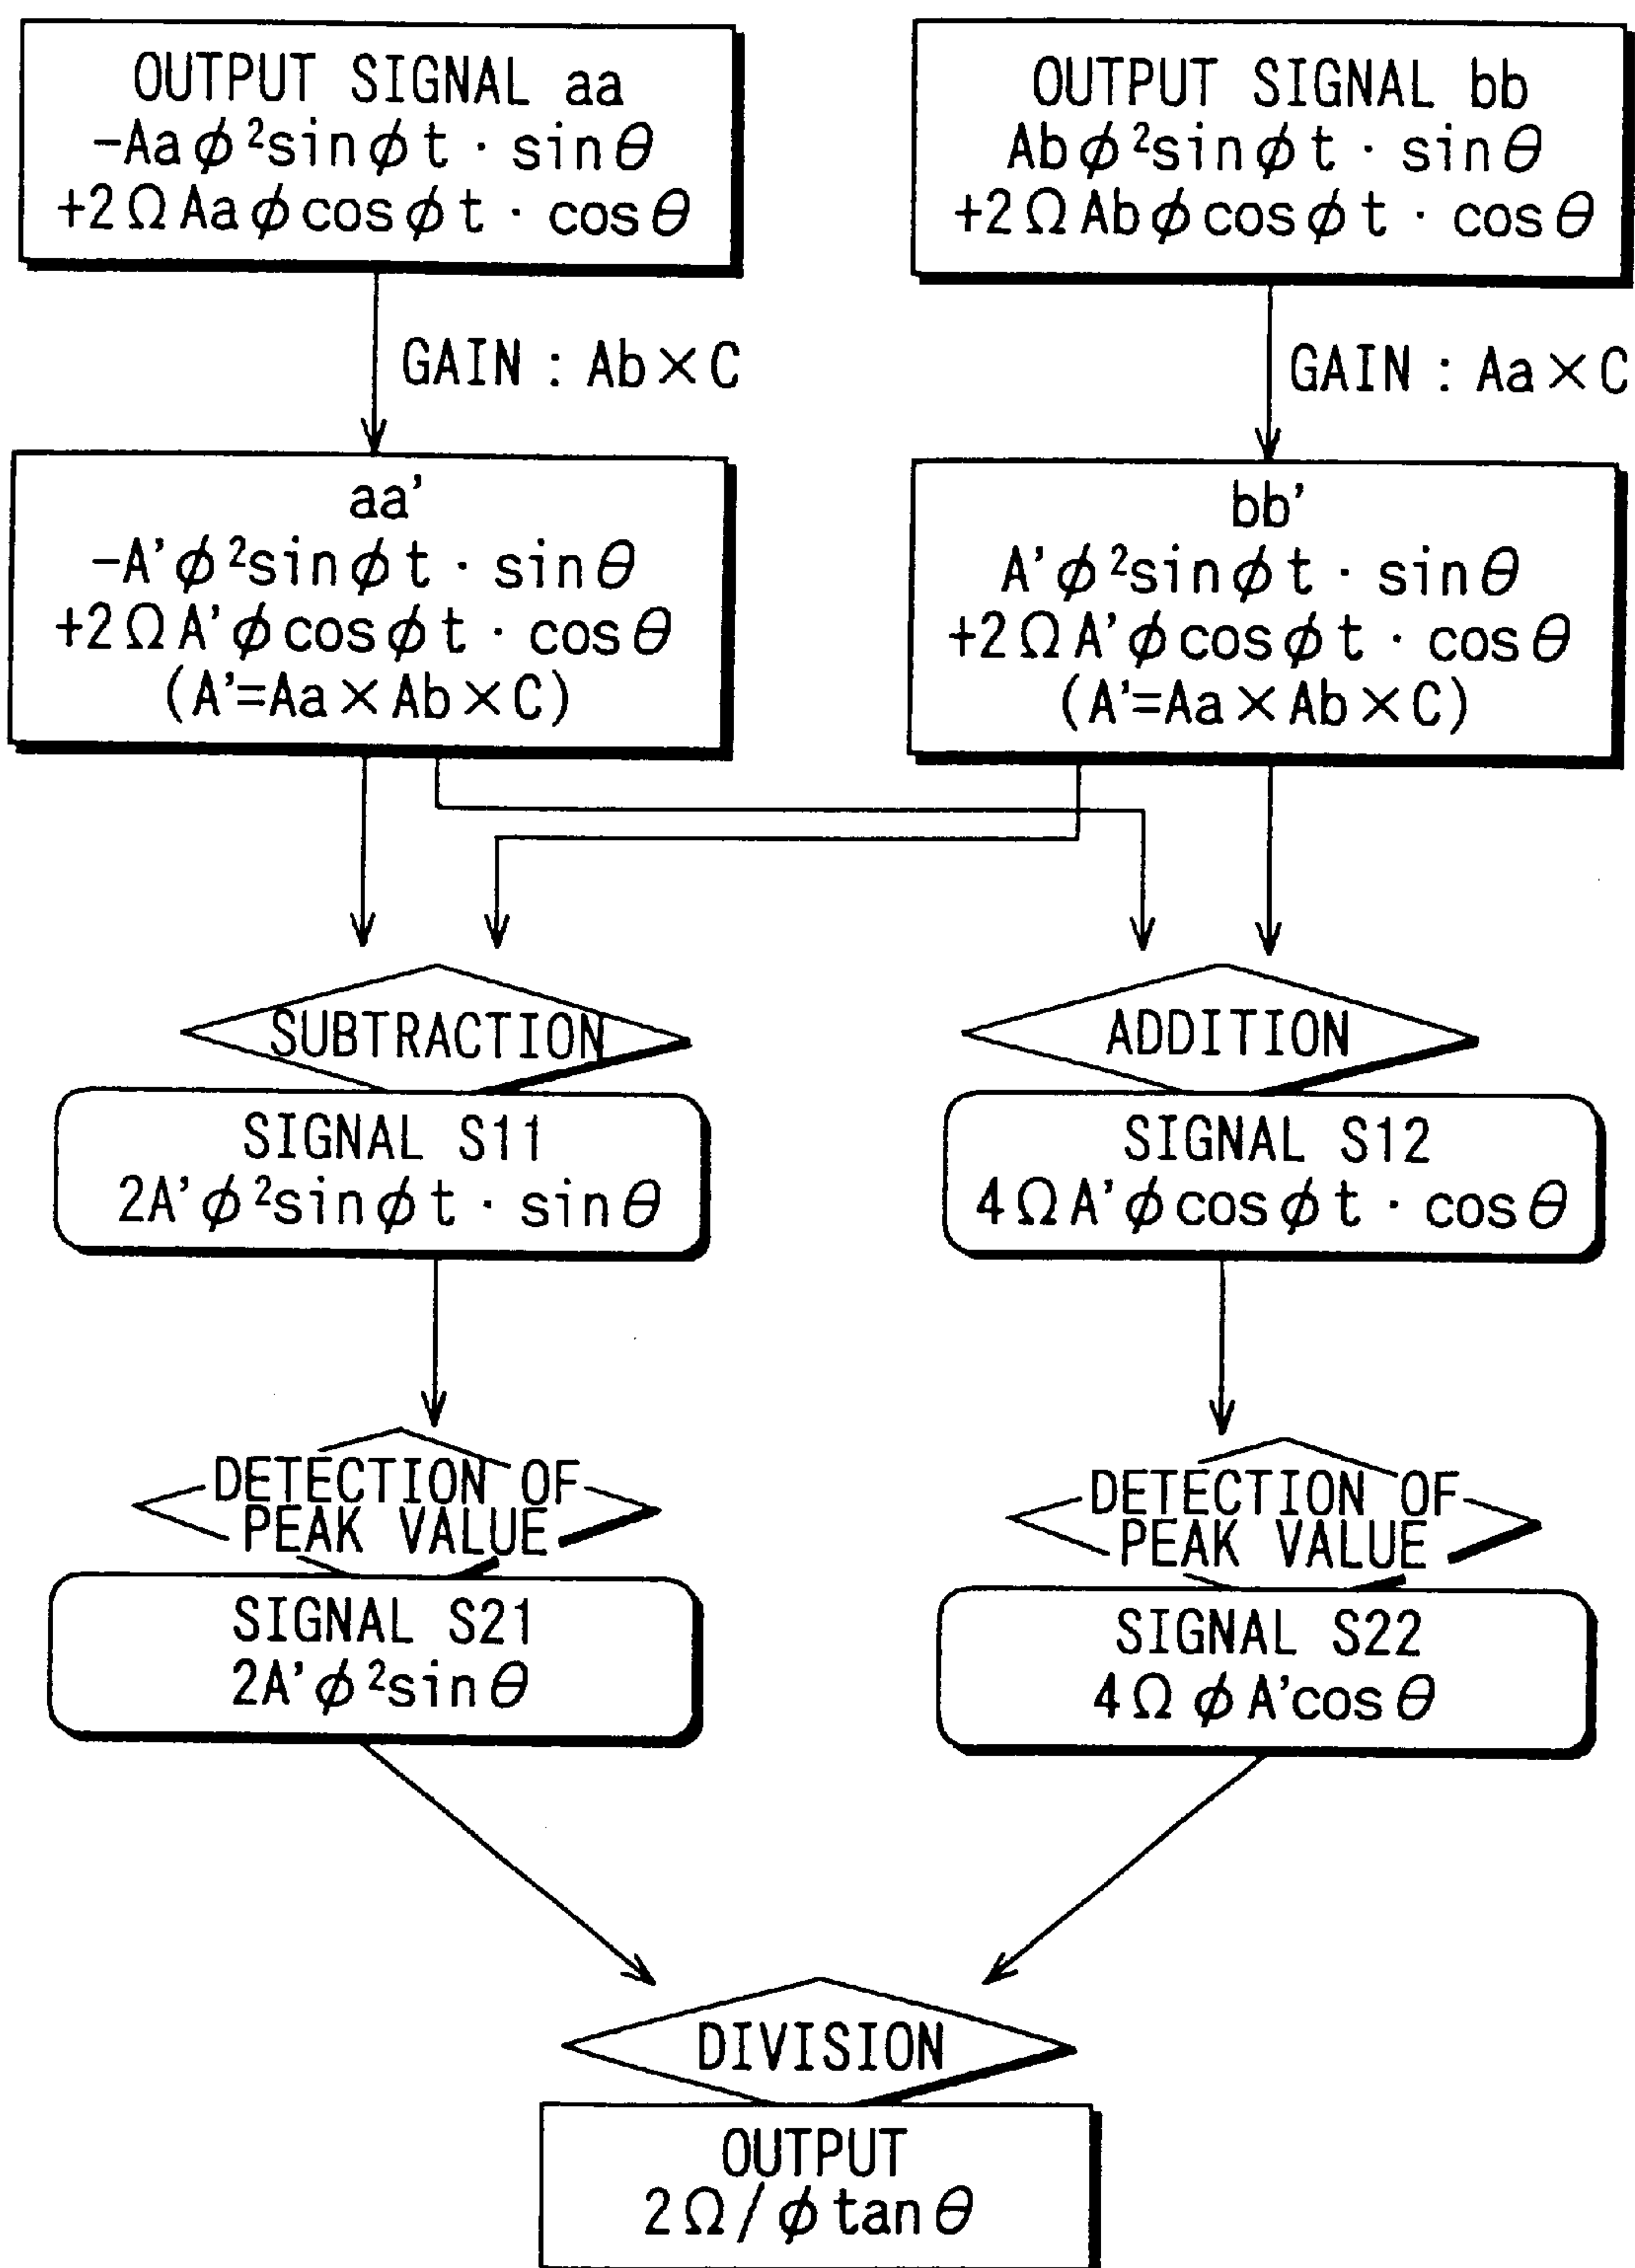 OUTPUT SIGNAL aa
-Aaϕ²sinϕt · sinθ
+2ΩAaϕcosϕt · cosθ
OUTPUT SIGNAL bb
Abϕ²sinϕt · sinθ
+2ΩAbϕcosϕt · cosθ
GAIN : Ab×C
GAIN : Aa×C
aa'
-A'ϕ²sinϕt · sinθ
+2ΩA'ϕcosϕt · cosθ
(A'=Aa×Ab×C)
bb'
A'ϕ²sinϕt · sinθ
+2ΩA'ϕcosϕt · cosθ
(A'=Aa×Ab×C)
SUBTRACTION
ADDITION
SIGNAL S11
2A'ϕ²sinϕt · sinθ
SIGNAL S12
4ΩA'ϕcosϕt · cosθ
DETECTION OF
PEAK VALUE
DETECTION OF
PEAK VALUE
SIGNAL S21
2A'ϕ²sinθ
SIGNAL S22
4ΩϕA'cosθ
DIVISION
OUTPUT
2Ω/ϕtanθ